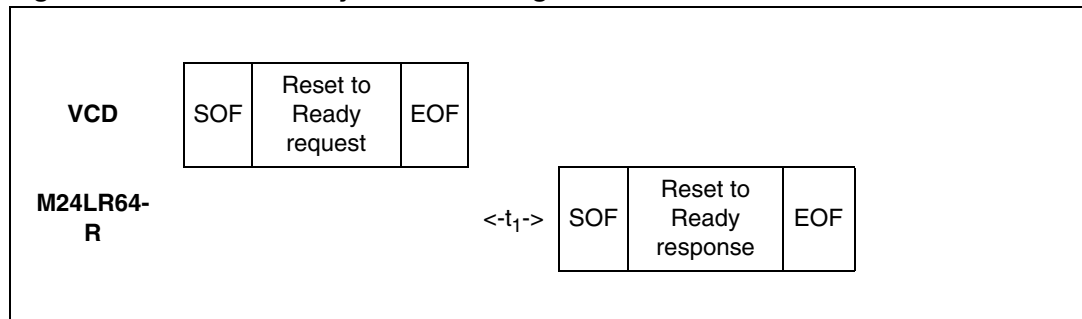 VCD
SOF
Reset to
Ready
request
EOF
M24LR64-
R
<-t₁->
SOF
Reset to
Ready
response
EOF